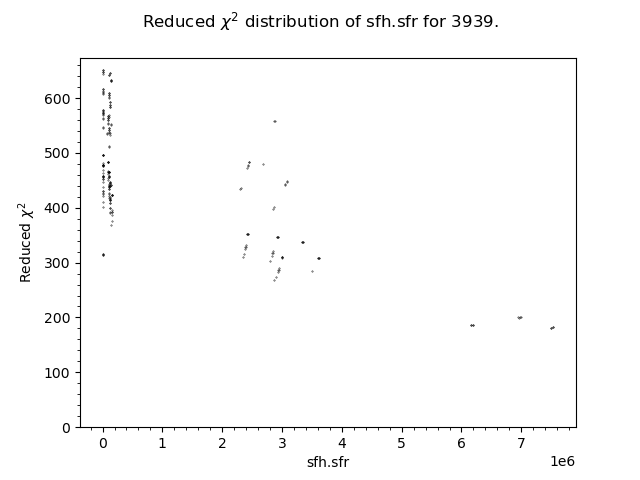 Reduced χ² distribution of sfh.sfr for 3939.
600
500
400
300
200
100
0
Reduced χ²
0 1 2 3 4 5 6 7
1e6
sfh.sfr